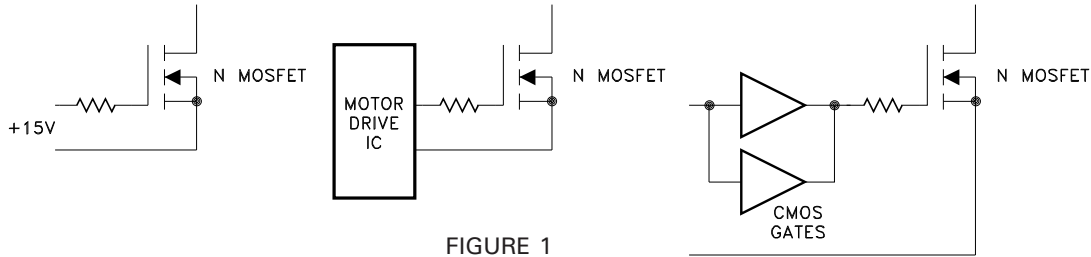 +15V
N MOSFET
MOTOR
DRIVE
IC
N MOSFET
CMOS
GATES
N MOSFET
FIGURE 1